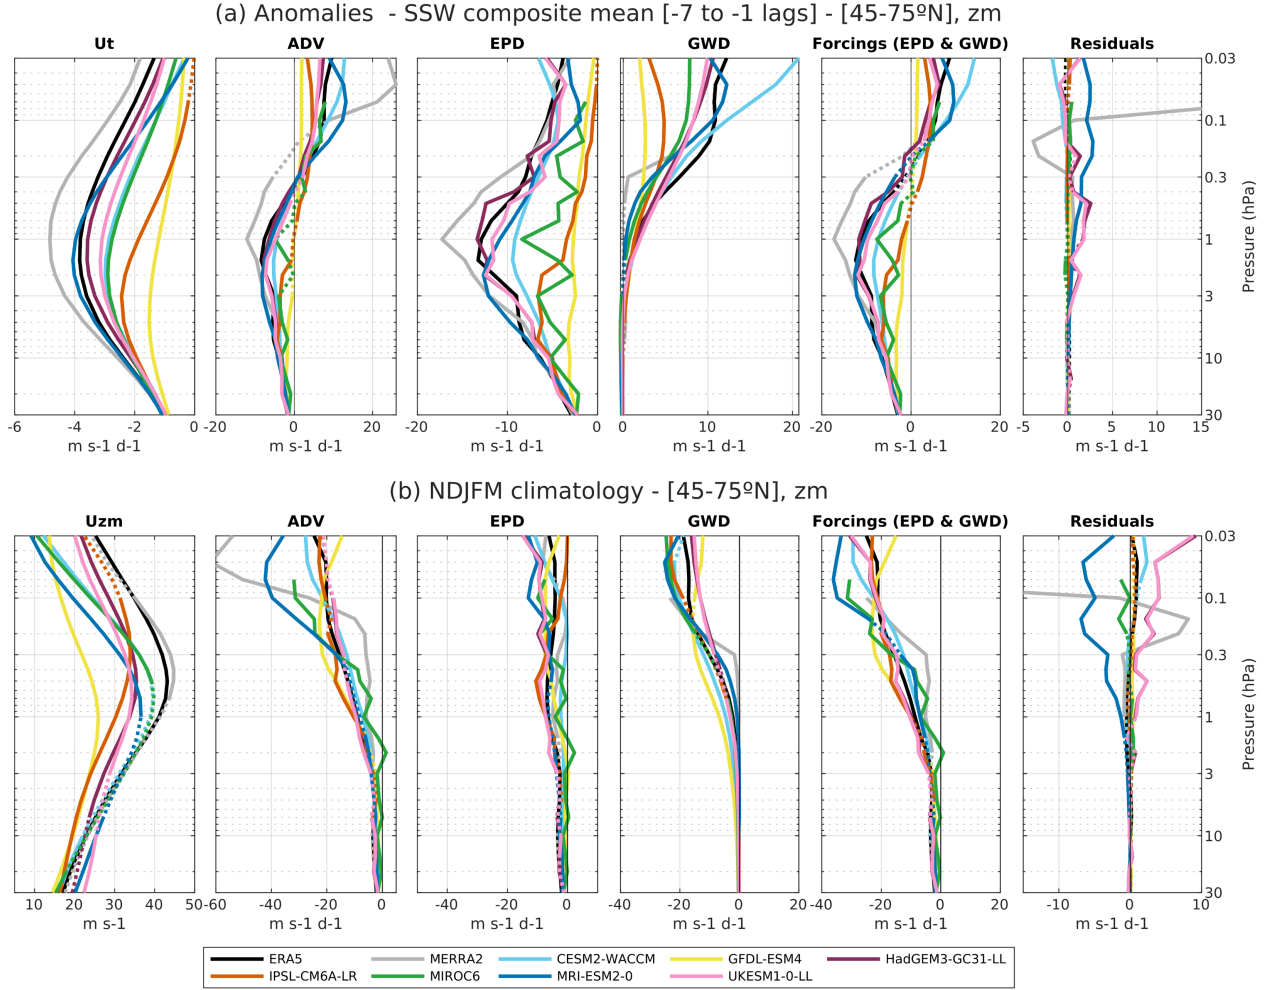 (a) Anomalies - SSW composite mean [-7 to -1 lags] - [45-75ºN], zm
Ut ADV EPD GWD Forcings (EPD & GWD) Residuals
0.03
0.1
0.3
1
3
10
30
Pressure (hPa)
-6 -4 -2 0 -20 0 20 -20 -10 0 0 10 20 -20 0 20 -5 0 5 10 15
m s-1 d-1 m s-1 d-1 m s-1 d-1 m s-1 d-1 m s-1 d-1 m s-1 d-1
(b) NDJFM climatology - [45-75ºN], zm
Uzm ADV EPD GWD Forcings (EPD & GWD) Residuals
0.03
0.1
0.3
1
3
10
30
Pressure (hPa)
10 20 30 40 50 -60 -40 -20 0 -40 -20 0 -40 -20 0 20 -40 -20 0 20 -10 0 10
m s-1 m s-1 d-1 m s-1 d-1 m s-1 d-1 m s-1 d-1 m s-1 d-1
ERA5 MERRA2 CESM2-WACCM GFDL-ESM4 HadGEM3-GC31-LL
IPSL-CM6A-LR MIROC6 MRI-ESM2-0 UKESM1-0-LL